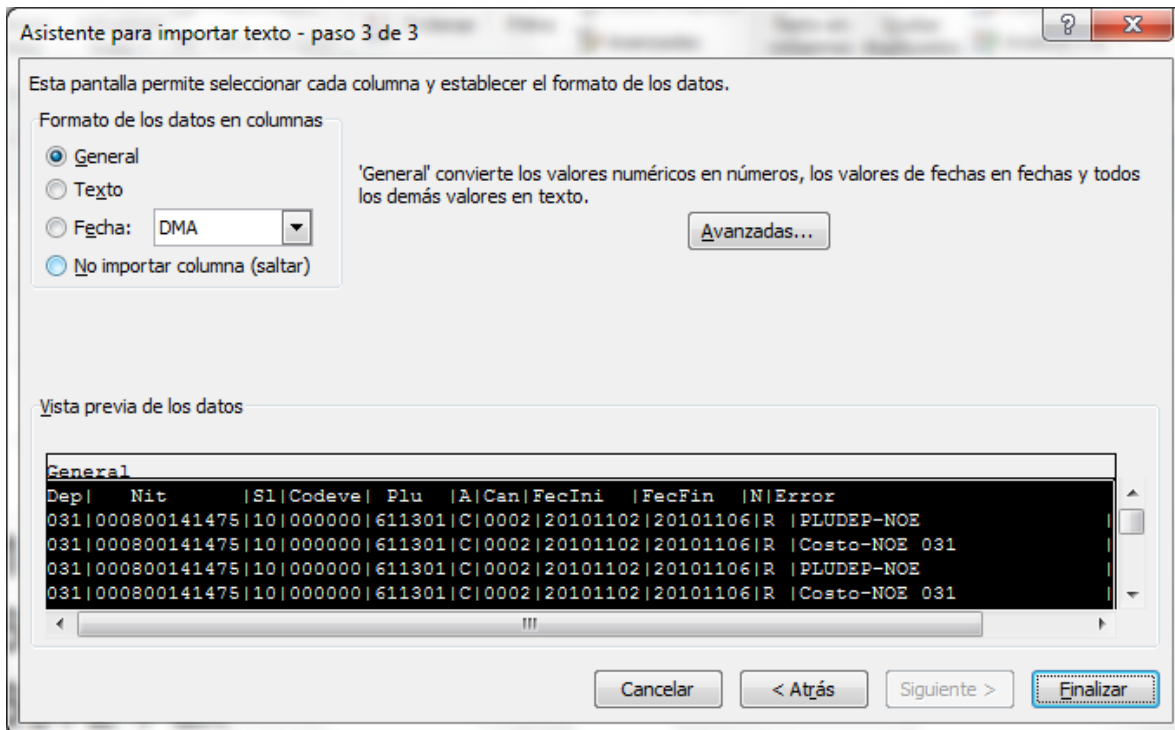 Asistente para importar texto - paso 3 de 3
Esta pantalla permite seleccionar cada columna y establecer el formato de los datos.
Formato de los datos en columnas
General
Texto
Fecha: DMA
No importar columna (saltar)
'General' convierte los valores numéricos en números, los valores de fechas en fechas y todos
los demás valores en texto.
Avanzadas...
Vista previa de los datos
General
Dep|   Nit       |Sl|Codeve| Plu  |A|Can|FecIni  |FecFin  |N|Error
031|000800141475|10|000000|611301|C|0002|20101102|20101106|R |PLUDEP-NOE |
031|000800141475|10|000000|611301|C|0002|20101102|20101106|R |Costo-NOE 031 |
031|000800141475|10|000000|611301|C|0002|20101102|20101106|R |PLUDEP-NOE |
031|000800141475|10|000000|611301|C|0002|20101102|20101106|R |Costo-NOE 031 |
Cancelar < Atrás Siguiente > Finalizar